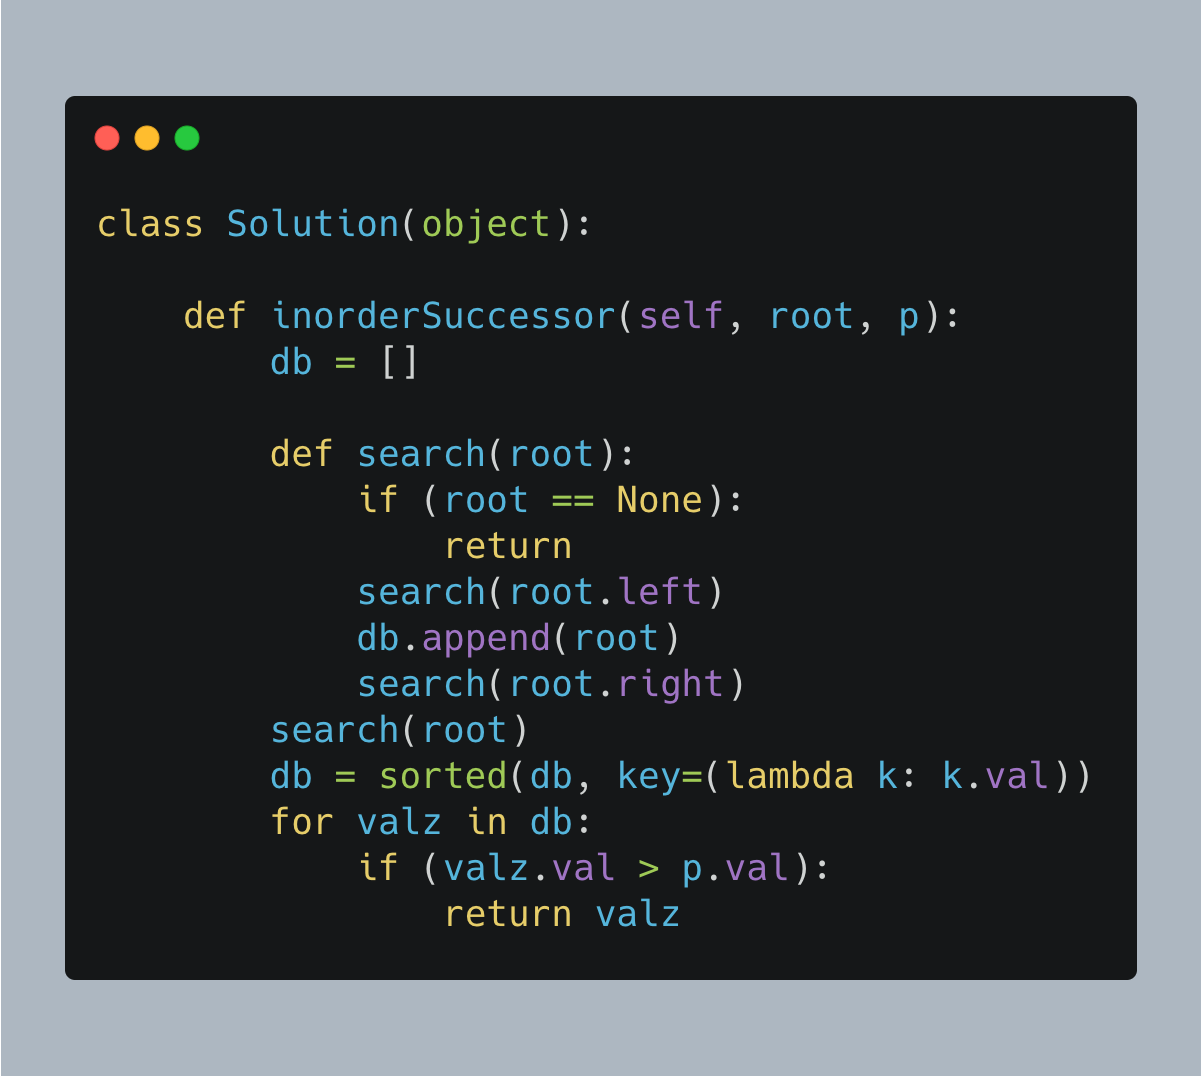 class Solution(object):

    def inorderSuccessor(self, root, p):
        db = []

        def search(root):
            if (root == None):
                return
            search(root.left)
            db.append(root)
            search(root.right)
        search(root)
        db = sorted(db, key=(lambda k: k.val))
        for valz in db:
            if (valz.val > p.val):
                return valz